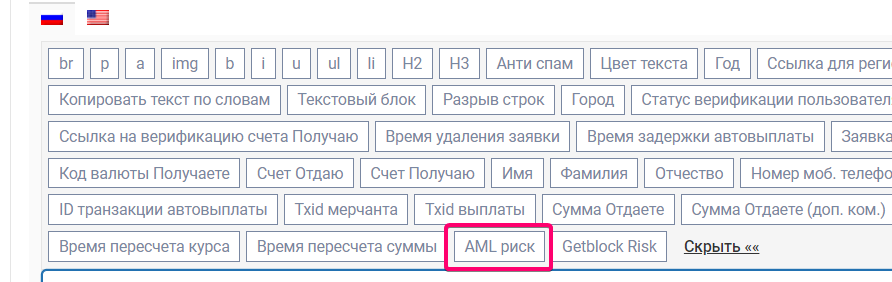 br p a img b i u ul li H2 H3 Анти спам Цвет текста Год Ссылка для реги
Копировать текст по словам Текстовый блок Разрыв строк Город Статус верификации пользовател
Ссылка на верификацию счета Получаю Время удаления заявки Время задержки автовыплаты Заявка
Код валюты Получаете Счет Отдаю Счет Получаю Имя Фамилия Отчество Номер моб. телефо
ID транзакции автовыплаты Txid мерчанта Txid выплаты Сумма Отдаете Сумма Отдаете (доп. ком.)
Время пересчета курса Время пересчета суммы AML риск Getblock Risk Скрыть ««